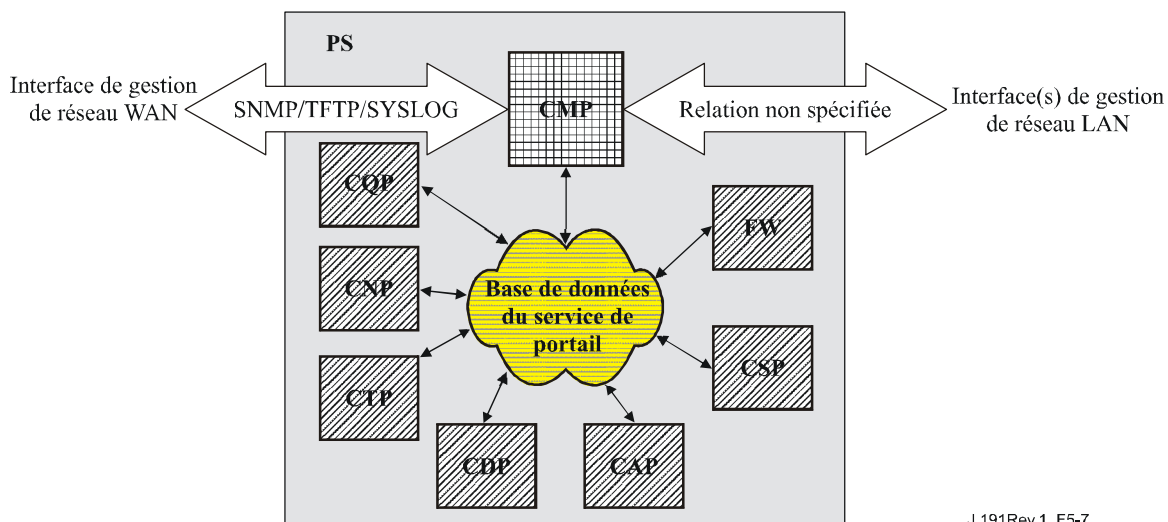 PS
Interface de gestion
de réseau WAN
SNMP/TFTP/SYSLOG
CMP
Relation non spécifiée
Interface(s) de gestion
de réseau LAN
CQP
FW
CNP
Base de données
du service de
portail
CSP
CTP
CDP
CAP
J.191Rev.1_F5-7